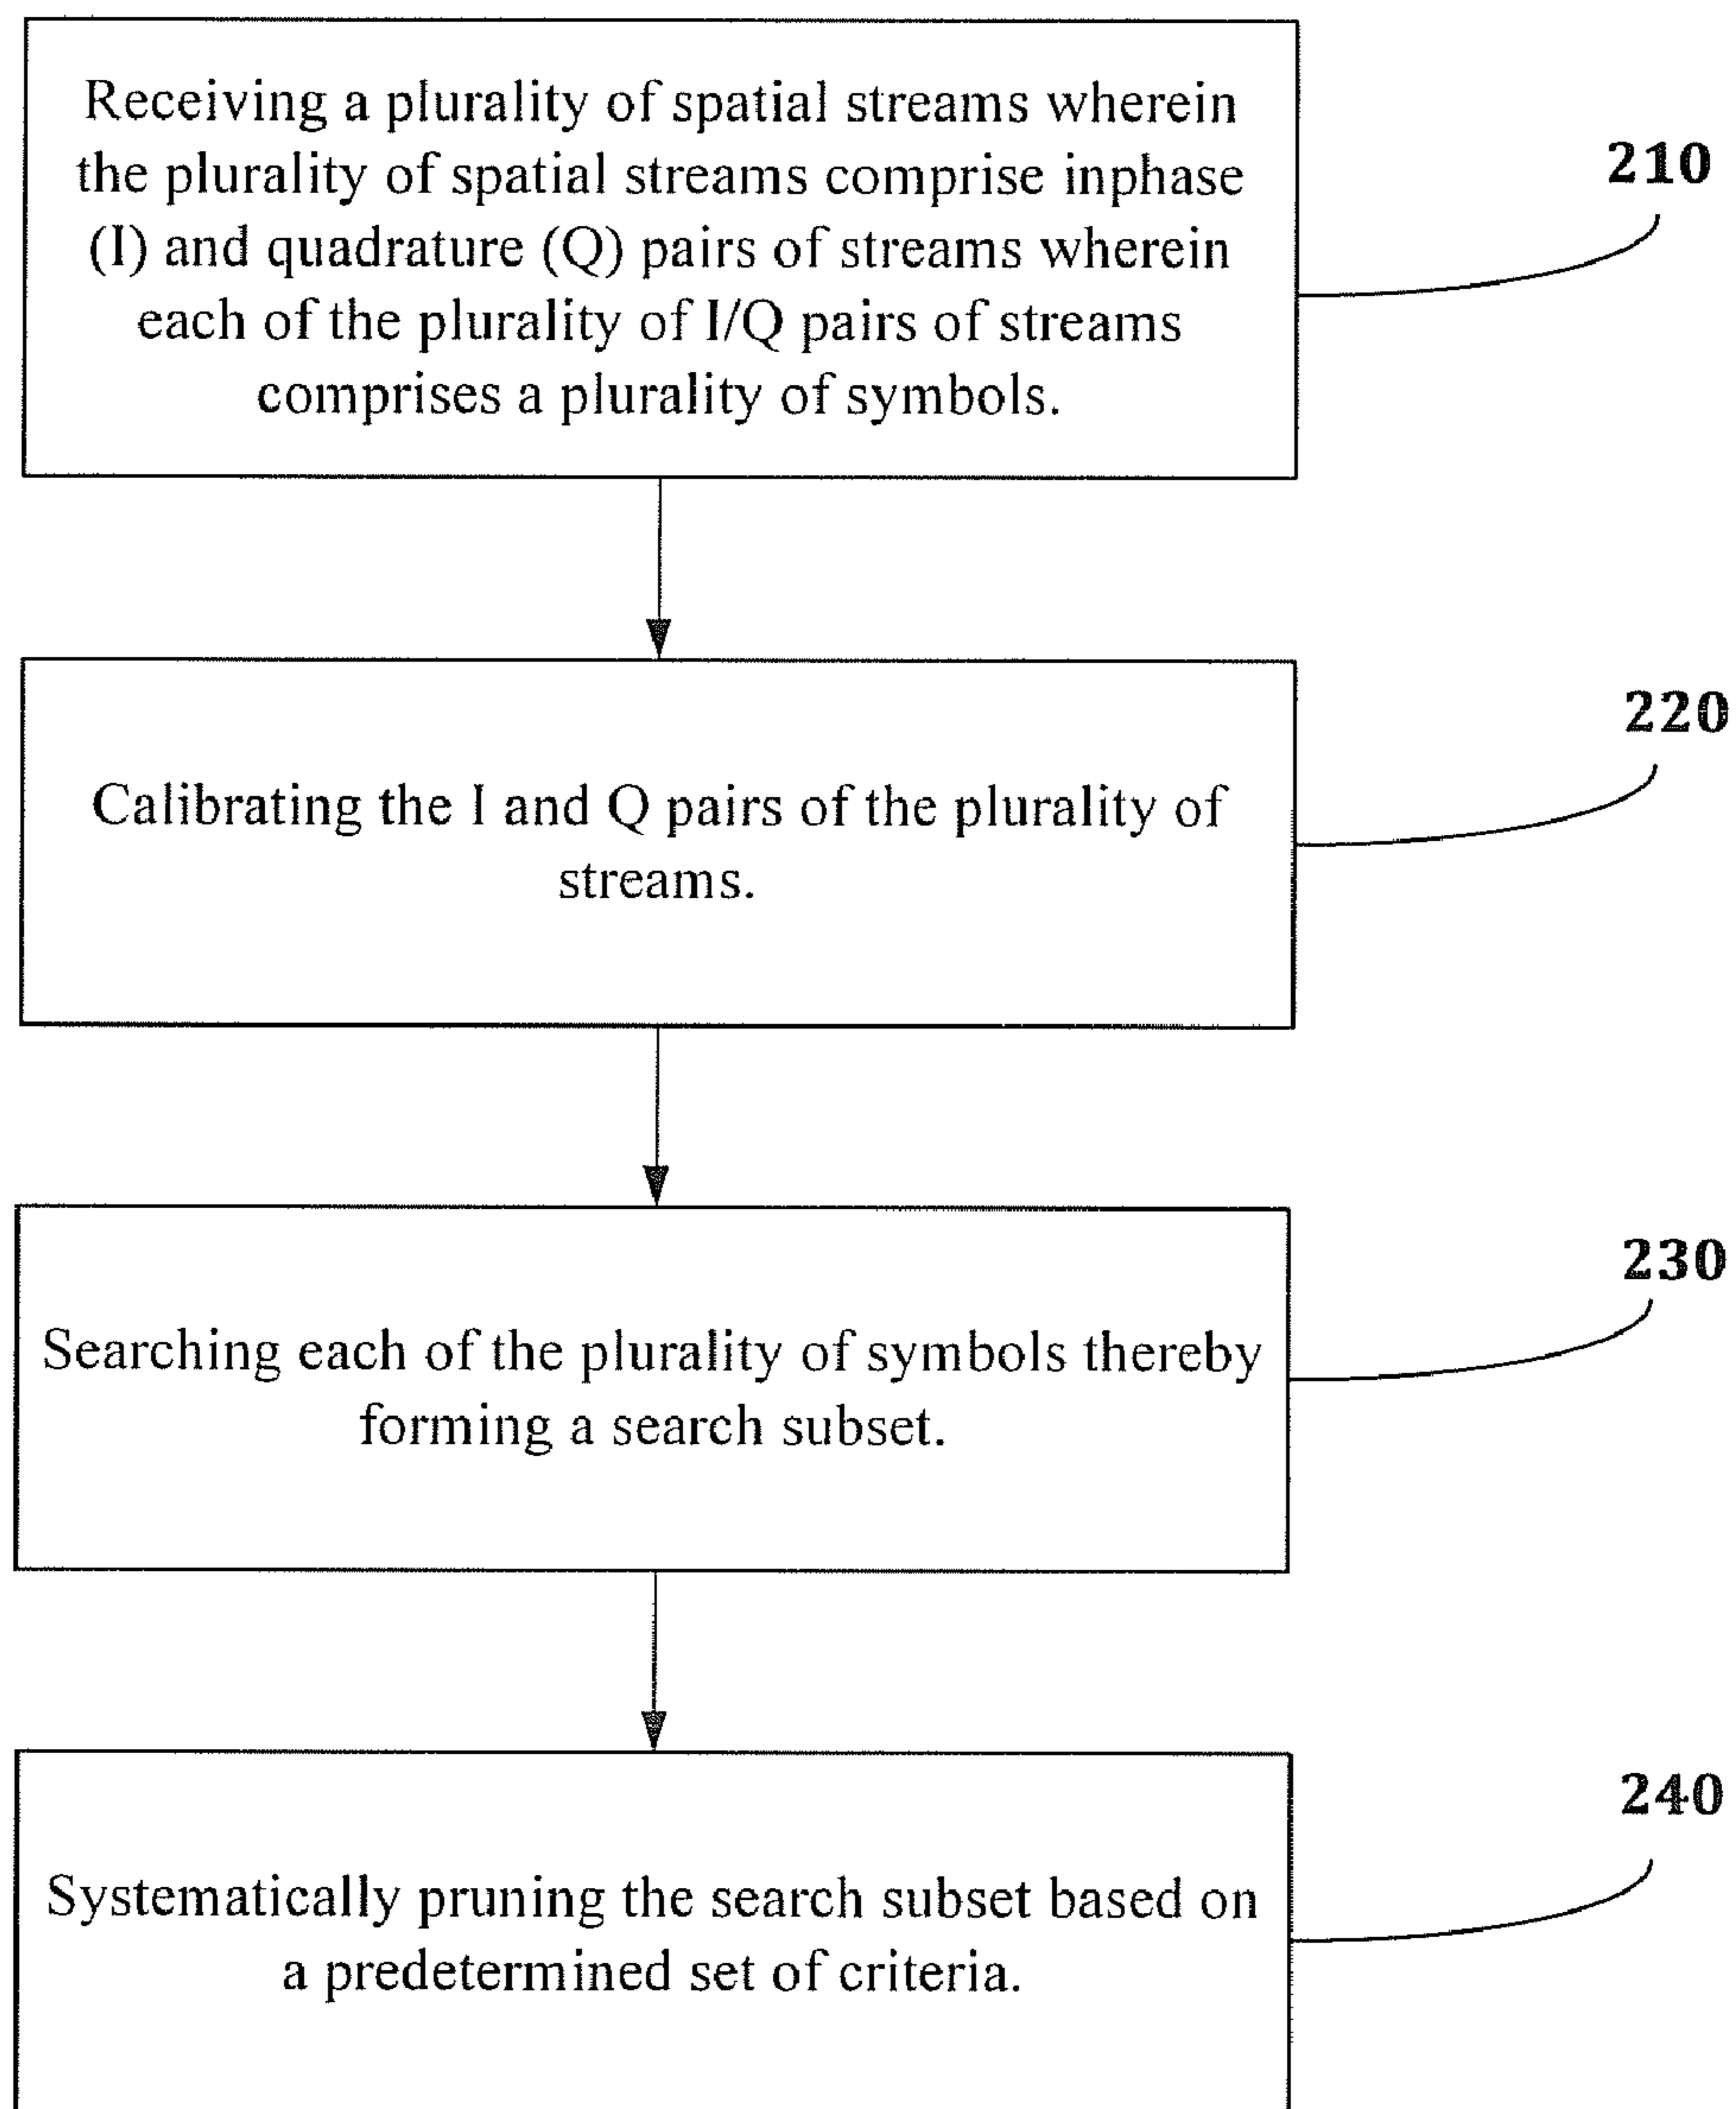 Receiving a plurality of spatial streams wherein
the plurality of spatial streams comprise inphase
(I) and quadrature (Q) pairs of streams wherein
each of the plurality of I/Q pairs of streams
comprises a plurality of symbols.
210
Calibrating the I and Q pairs of the plurality of
streams.
220
Searching each of the plurality of symbols thereby
forming a search subset.
230
Systematically pruning the search subset based on
a predetermined set of criteria.
240